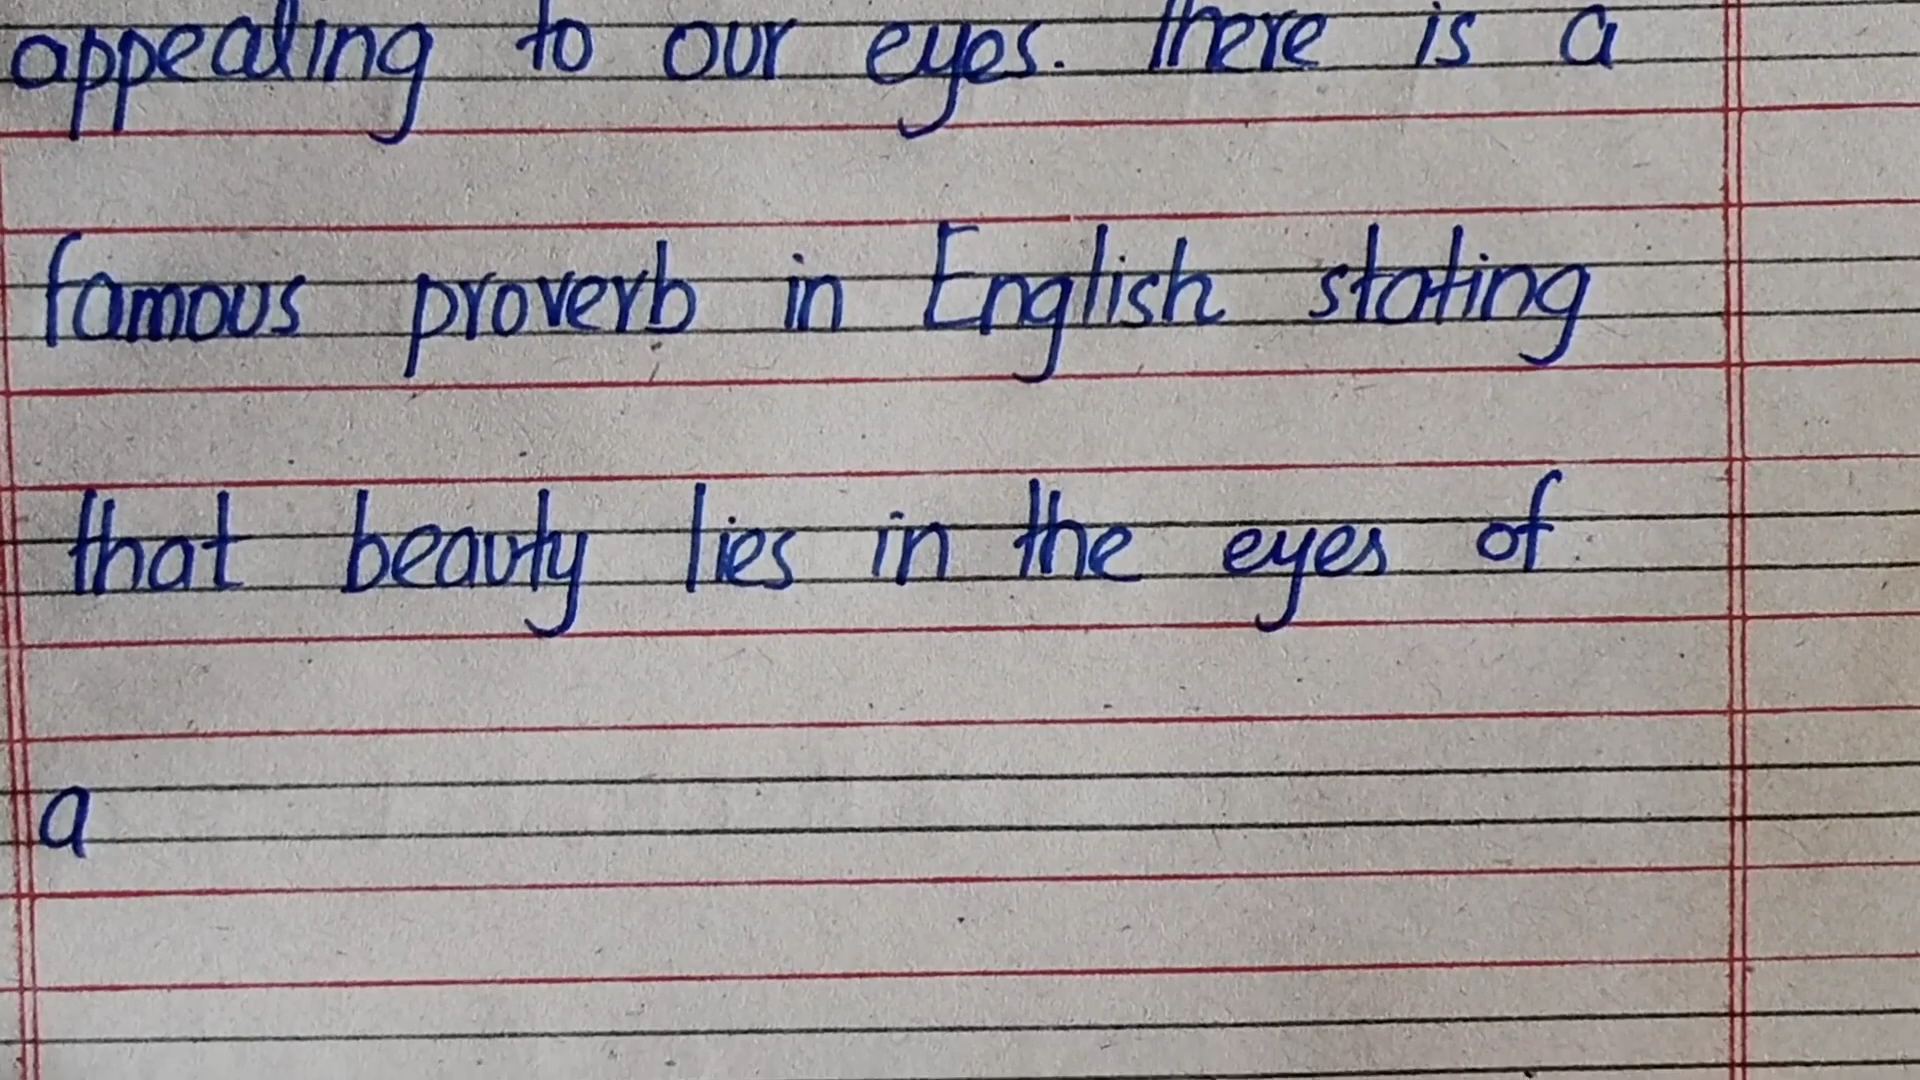 appealing to our eyes. There is a
famous proverb in English stating
that beauty lies in the eyes of
a